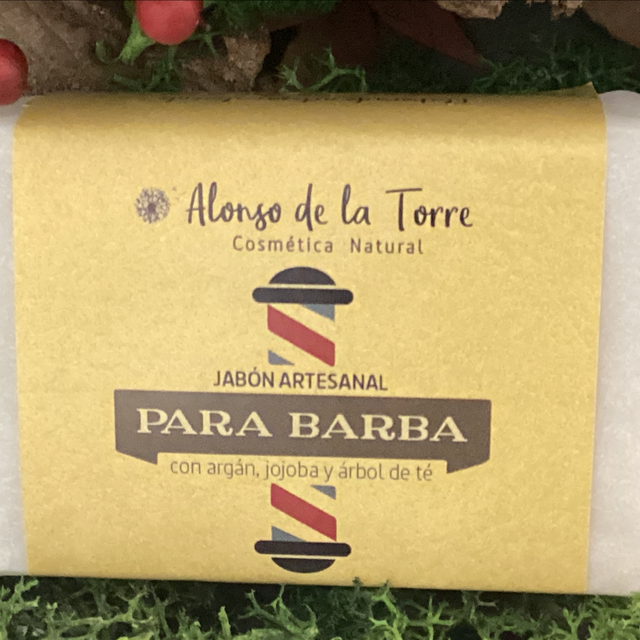 Alonso de la Torre
Cosmética Natural
JABÓN ARTESANAL
PARA BARBA
con argán, jojoba y árbol de té